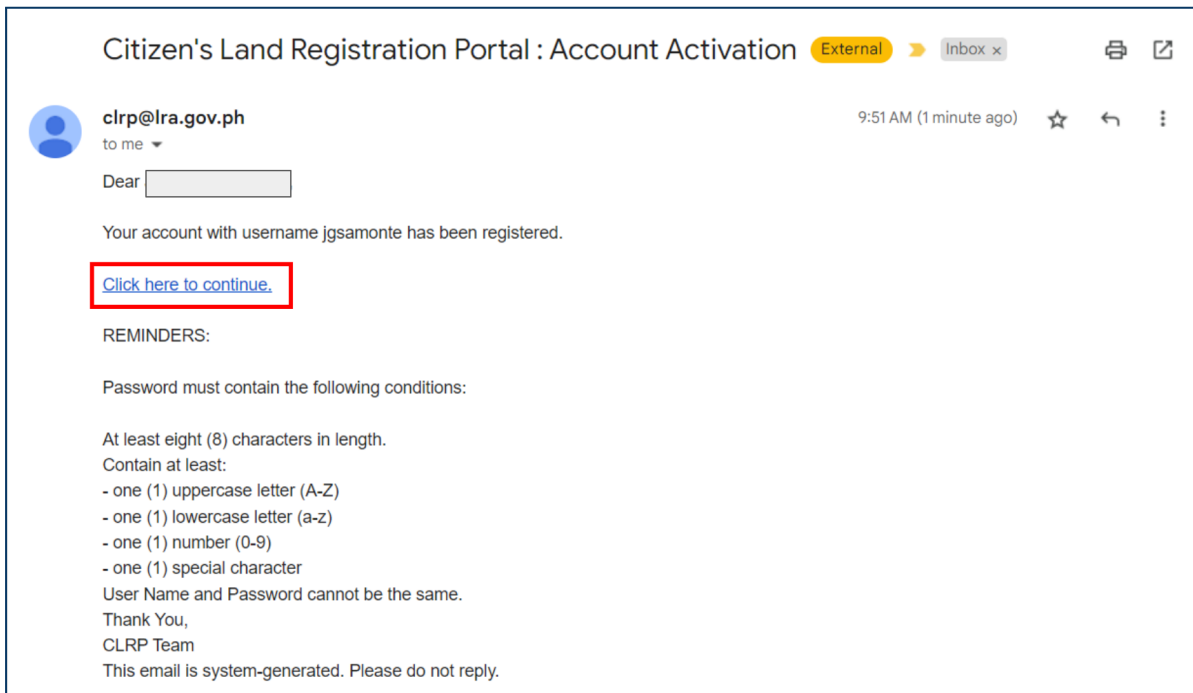 Citizen's Land Registration Portal : Account Activation External Inbox x
clrp@lra.gov.ph 9:51 AM (1 minute ago)
to me
Dear
Your account with username jgsamonte has been registered.
Click here to continue.
REMINDERS:
Password must contain the following conditions:
At least eight (8) characters in length.
Contain at least:
- one (1) uppercase letter (A-Z)
- one (1) lowercase letter (a-z)
- one (1) number (0-9)
- one (1) special character
User Name and Password cannot be the same.
Thank You,
CLRP Team
This email is system-generated. Please do not reply.